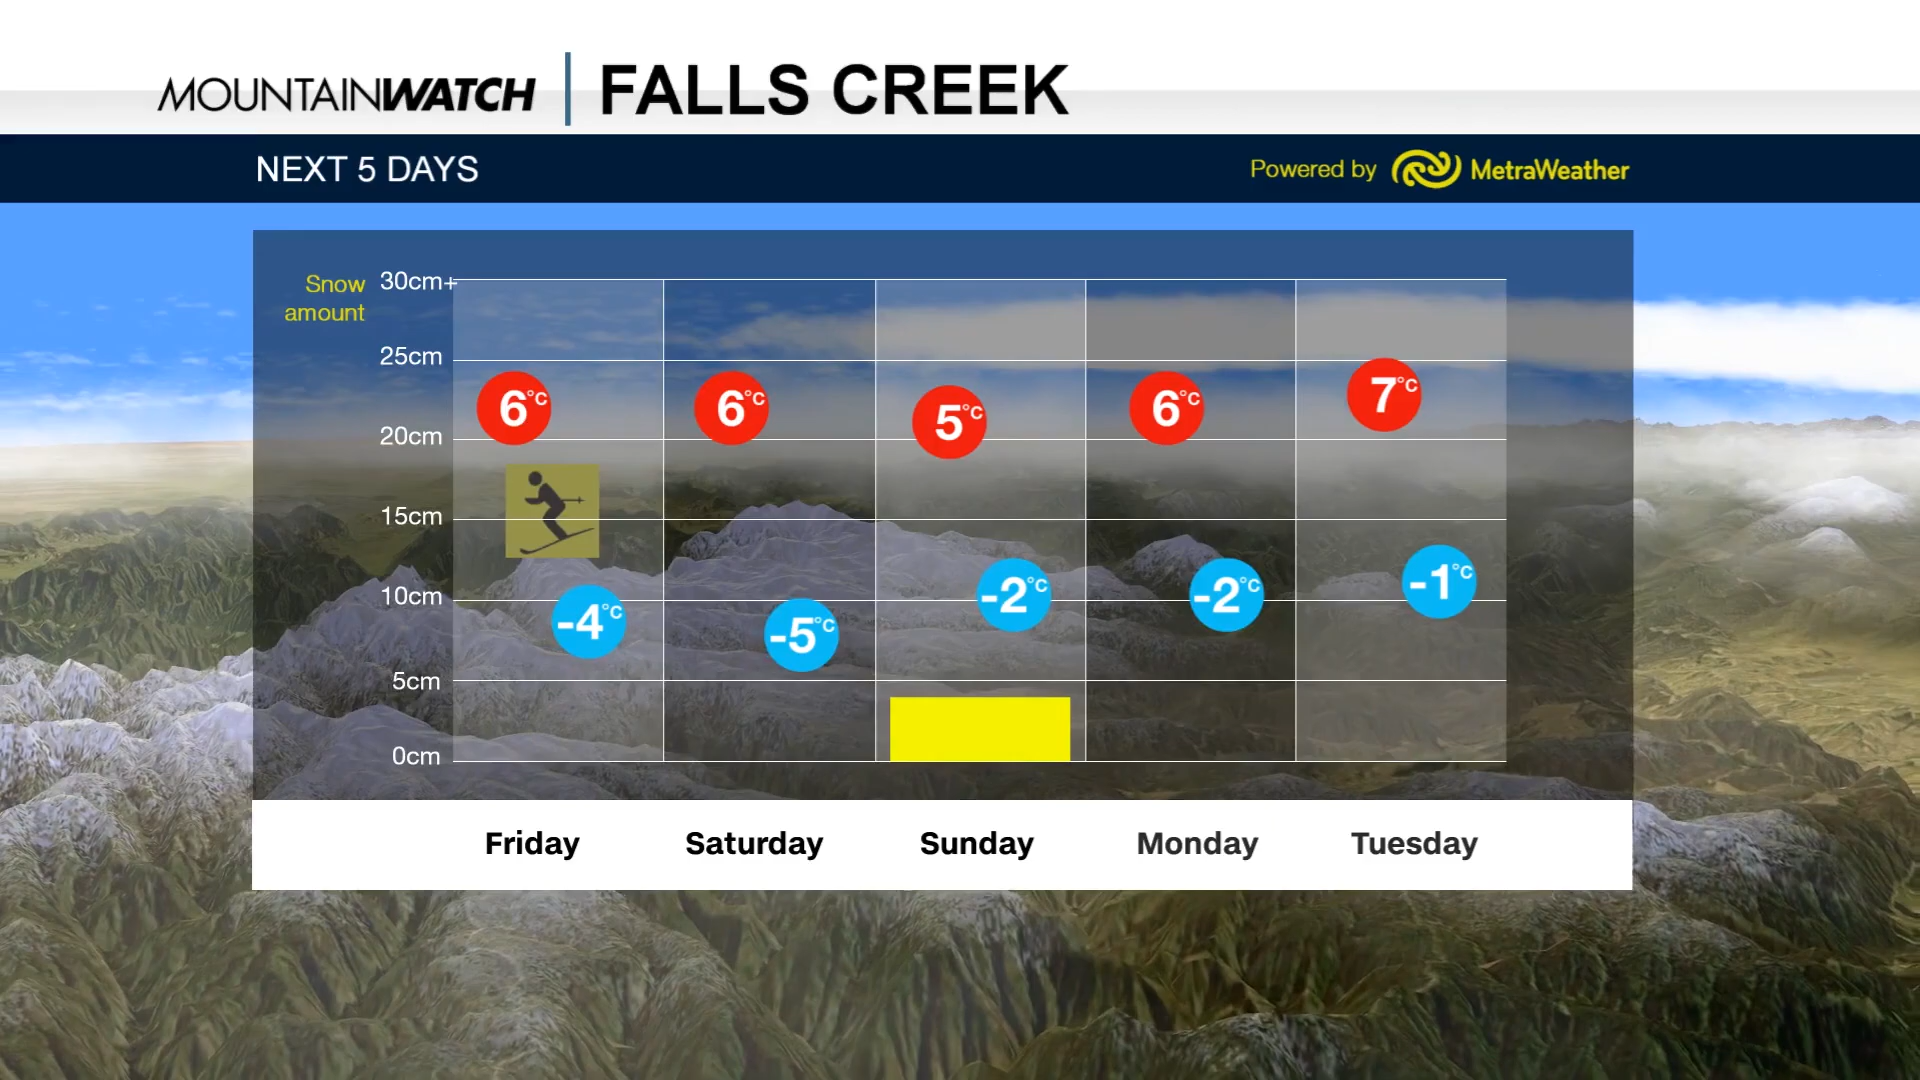 MOUNTAINWATCH FALLS CREEK
NEXT 5 DAYS
Powered by MetraWeather
Snow
amount
30cm+
25cm
20cm
15cm
10cm
5cm
0cm
6°C 6°C 5°C 6°C 7°C
-4°C -5°C -2°C -2°C -1°C
Friday Saturday Sunday Monday Tuesday